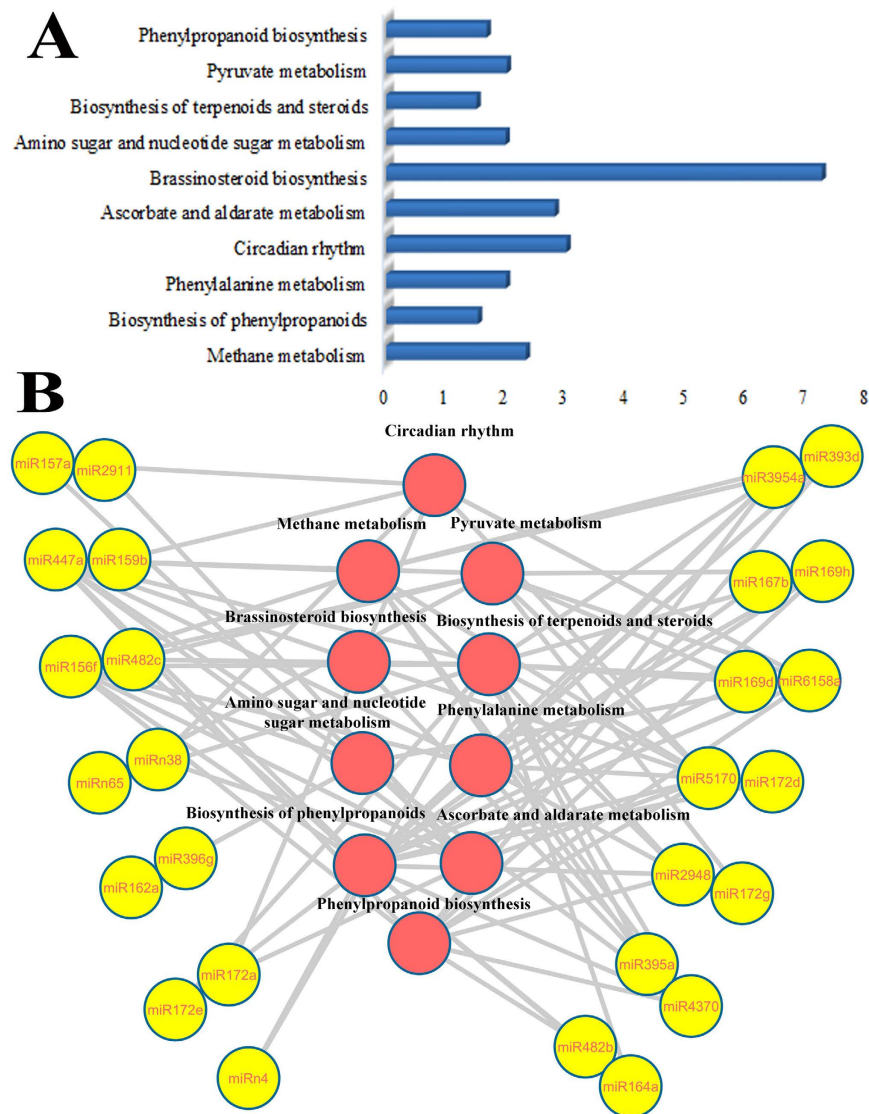 A
Phenylpropanoid biosynthesis
Pyruvate metabolism
Biosynthesis of terpenoids and steroids
Amino sugar and nucleotide sugar metabolism
Brassinosteroid biosynthesis
Ascorbate and aldarate metabolism
Circadian rhythm
Phenylalanine metabolism
Biosynthesis of phenylpropanoids
Methane metabolism
0 1 2 3 4 5 6 7 8
B
Circadian rhythm
miR157a miR2911
miR3954a miR393d
Methane metabolism Pyruvate metabolism
miR447a miR159b
miR167b miR169h
Brassinosteroid biosynthesis Biosynthesis of terpenoids and steroids
miR156f miR482c
miR169d miR6158a
Amino sugar and nucleotide
sugar metabolism
Phenylalanine metabolism
miRn65 miRn38
miR5170 miR172d
Biosynthesis of phenylpropanoids Ascorbate and aldarate metabolism
miR162a miR396g
miR2948 miR172g
Phenylpropanoid biosynthesis
miR172e miR172a
miR395a miR4370
miRn4
miR482b miR164a